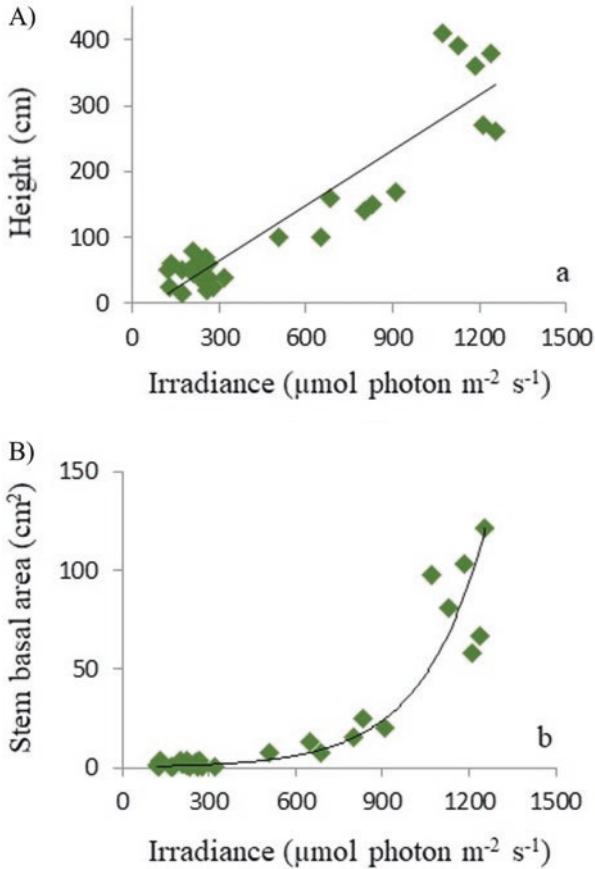 A)
400
300
200
100
0
Height (cm)
0 300 600 900 1200 1500
a
Irradiance (µmol photon m⁻² s⁻¹)
B)
150
100
50
0
Stem basal area (cm²)
0 300 600 900 1200 1500
b
Irradiance (µmol photon m⁻² s⁻¹)